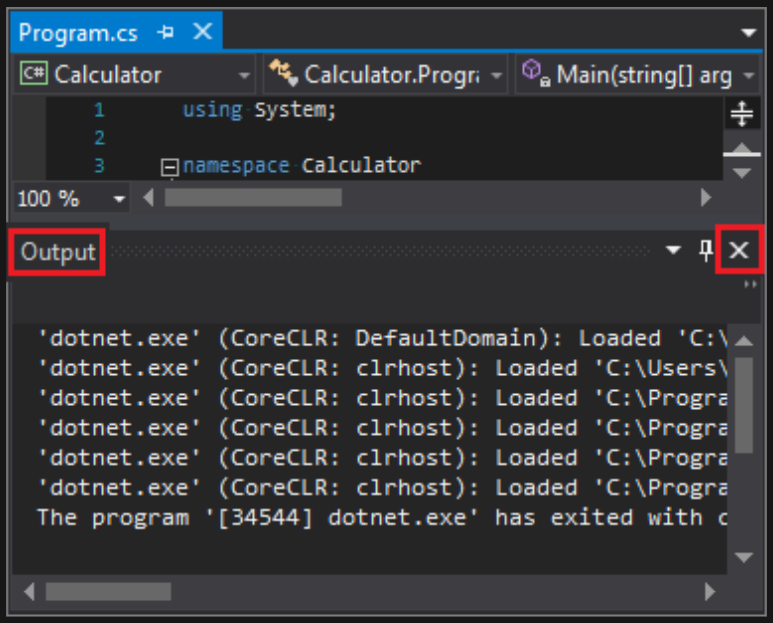 Program.cs
C# Calculator Calculator.Progr Main(string[] arg
1 using System;
2
3 namespace Calculator
100 %
Output
'dotnet.exe' (CoreCLR: DefaultDomain): Loaded 'C:\
'dotnet.exe' (CoreCLR: clrhost): Loaded 'C:\Users\
'dotnet.exe' (CoreCLR: clrhost): Loaded 'C:\Progra
'dotnet.exe' (CoreCLR: clrhost): Loaded 'C:\Progra
'dotnet.exe' (CoreCLR: clrhost): Loaded 'C:\Progra
'dotnet.exe' (CoreCLR: clrhost): Loaded 'C:\Progra
The program '[34544] dotnet.exe' has exited with c